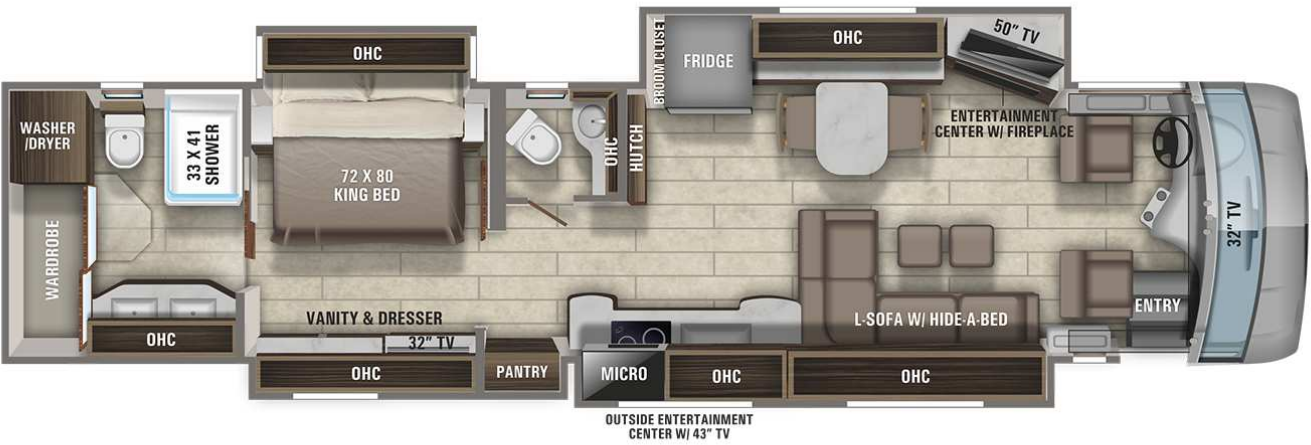 WASHER
/DRYER
WARDROBE
33 X 41
SHOWER
OHC
OHC
72 X 80
KING BED
VANITY & DRESSER
32" TV
OHC
PANTRY
OHC
HUTCH
BROOM CLOSET
FRIDGE
OHC
50" TV
ENTERTAINMENT
CENTER W/ FIREPLACE
L-SOFA W/ HIDE-A-BED
MICRO
OHC
OHC
OUTSIDE ENTERTAINMENT
CENTER W/ 43" TV
ENTRY
32" TV